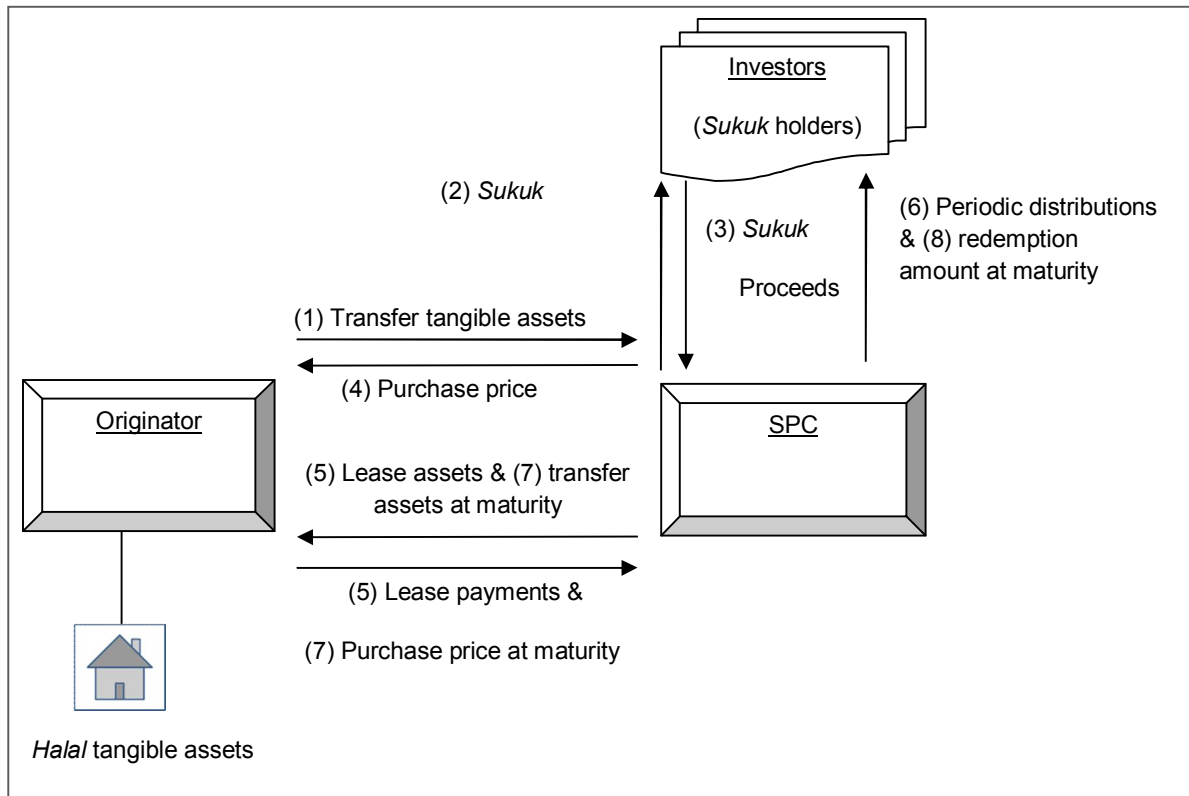 Investors
(Sukuk holders)
(2) Sukuk
(3) Sukuk
Proceeds
(6) Periodic distributions
& (8) redemption
amount at maturity
(1) Transfer tangible assets
(4) Purchase price
Originator
SPC
(5) Lease assets & (7) transfer
assets at maturity
(5) Lease payments &
(7) Purchase price at maturity
Halal tangible assets